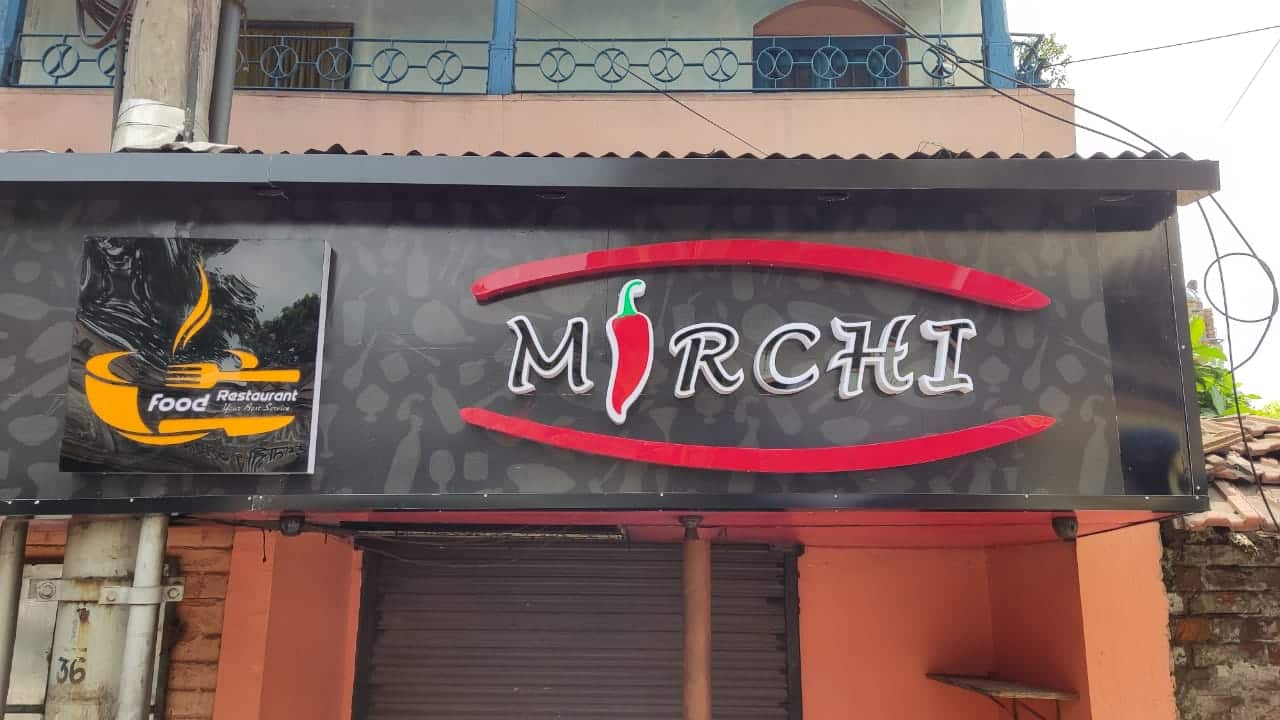 food Restaurant
Your Best Service
MIRCHI
36